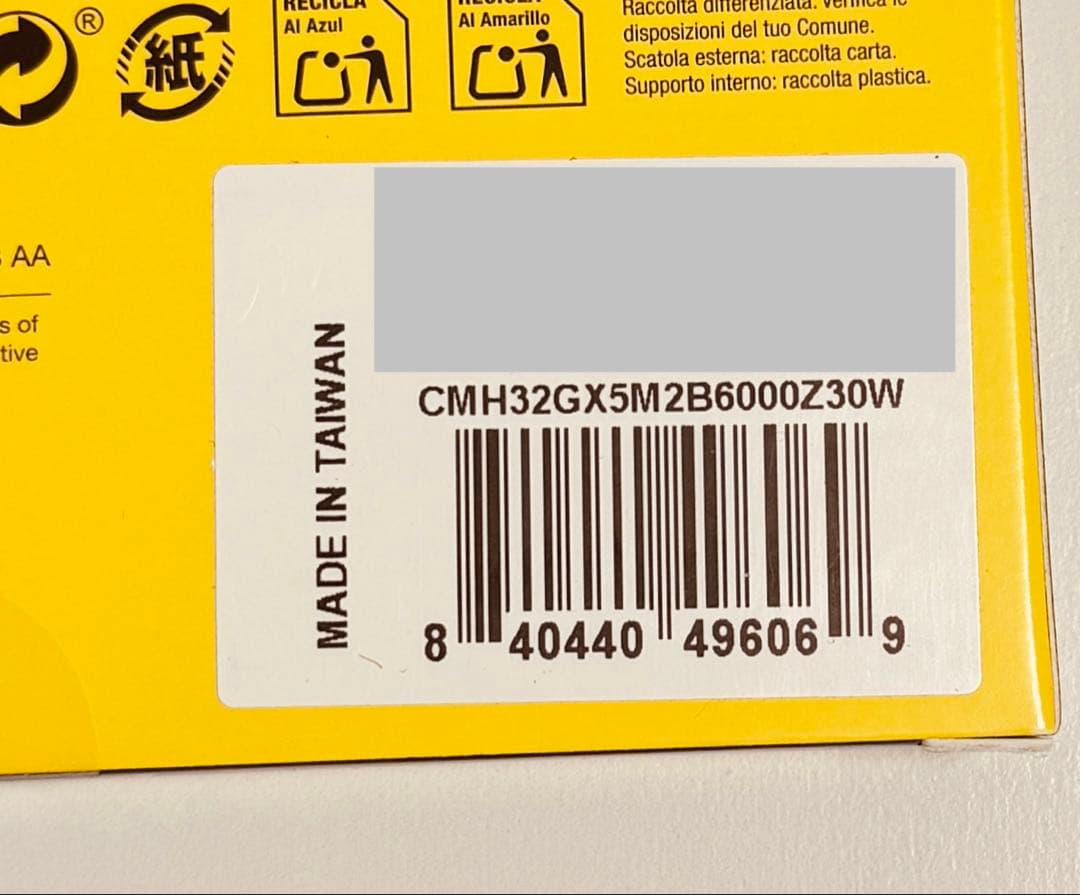 ®
紙
RECICLA
Al Azul
Al Amarillo
Raccolta differenziata. Verifica le
disposizioni del tuo Comune.
Scatola esterna: raccolta carta.
Supporto interno: raccolta plastica.
AA
s of
tive
MADE IN TAIWAN
CMH32GX5M2B6000Z30W
8 40440 49606 9